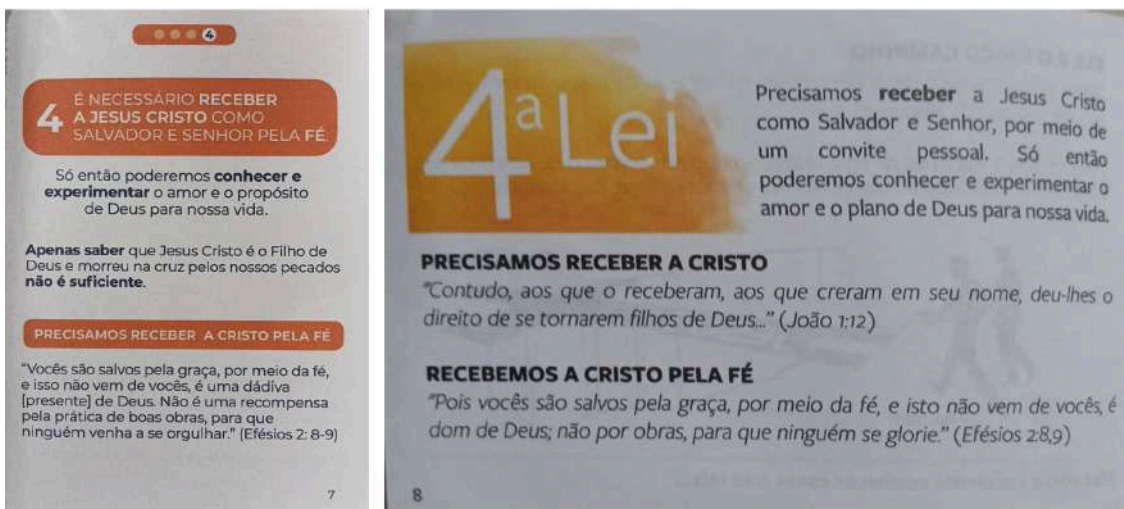 4
4 É NECESSÁRIO RECEBER
A JESUS CRISTO COMO
SALVADOR E SENHOR PELA FÉ
Só então poderemos conhecer e
experimentar o amor e o propósito
de Deus para nossa vida.
Apenas saber que Jesus Cristo é o Filho de
Deus e morreu na cruz pelos nossos pecados
não é suficiente.
PRECISAMOS RECEBER A CRISTO PELA FÉ
"Vocês são salvos pela graça, por meio da fé,
e isso não vem de vocês, é uma dádiva
[presente] de Deus. Não é uma recompensa
pela prática de boas obras, para que
ninguém venha a se orgulhar." (Efésios 2: 8-9)
7
4ª Lei
Precisamos receber a Jesus Cristo
como Salvador e Senhor, por meio de
um convite pessoal. Só então
poderemos conhecer e experimentar o
amor e o plano de Deus para nossa vida.
PRECISAMOS RECEBER A CRISTO
"Contudo, aos que o receberam, aos que creram em seu nome, deu-lhes o
direito de se tornarem filhos de Deus..." (João 1:12)
RECEBEMOS A CRISTO PELA FÉ
"Pois vocês são salvos pela graça, por meio da fé, e isto não vem de vocês, é
dom de Deus; não por obras, para que ninguém se glorie." (Efésios 2:8,9)
8